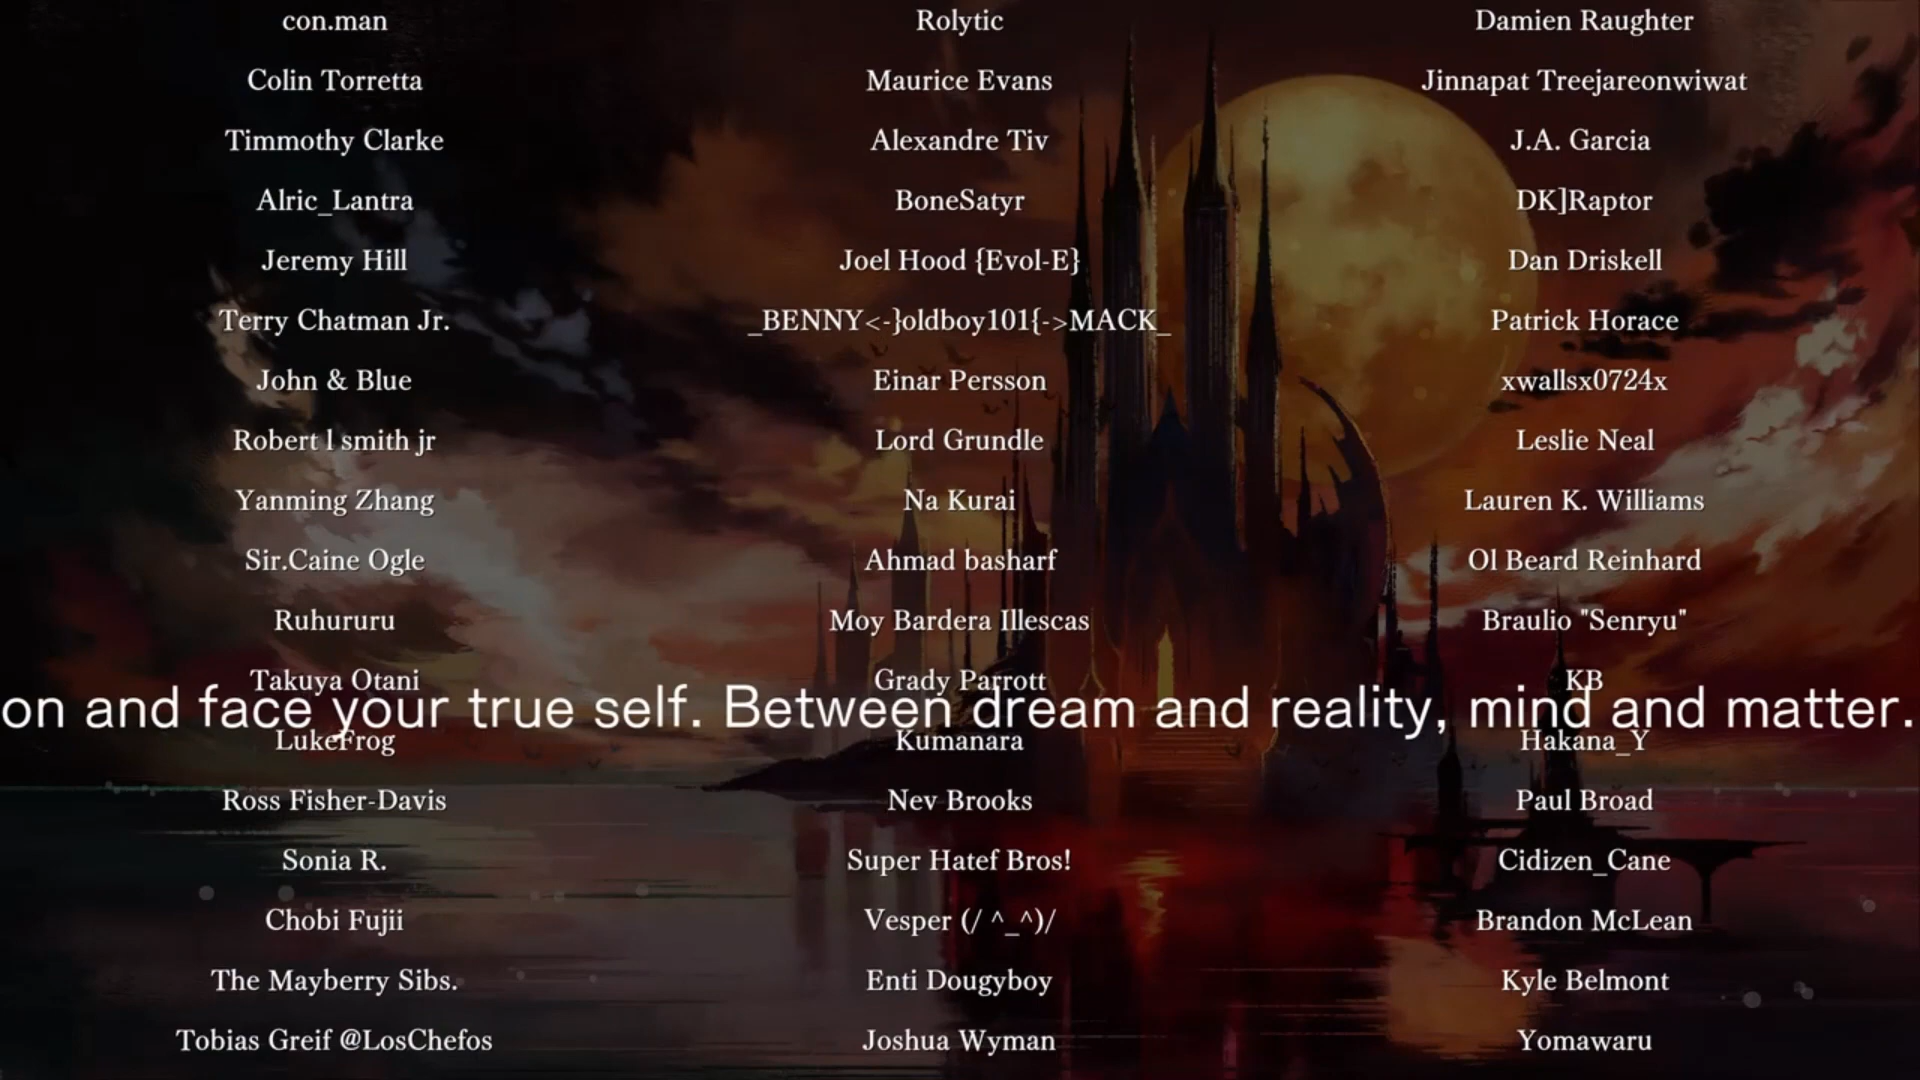 con.man Rolytic Damien Raughter
Colin Torretta Maurice Evans Jinnapat Treejareonwiwat
Timmothy Clarke Alexandre Tiv J.A. Garcia
Alric_Lantra BoneSatyr DK]Raptor
Jeremy Hill Joel Hood {Evol-E} Dan Driskell
Terry Chatman Jr. _BENNY<-}oldboy101{->MACK_ Patrick Horace
John & Blue Einar Persson xwallsx0724x
Robert l smith jr Lord Grundle Leslie Neal
Yanming Zhang Na Kurai Lauren K. Williams
Sir.Caine Ogle Ahmad basharf Ol Beard Reinhard
Ruhururu Moy Bardera Illescas Braulio "Senryu"
Takuya Otani Grady Parrott KB
on and face your true self. Between dream and reality, mind and matter.
LukeFrog Kumanara Hakana_Y
Ross Fisher-Davis Nev Brooks Paul Broad
Sonia R. Super Hatef Bros! Cidizen_Cane
Chobi Fujii Vesper (/ ^_^)/ Brandon McLean
The Mayberry Sibs. Enti Dougyboy Kyle Belmont
Tobias Greif @LosChefos Joshua Wyman Yomawaru